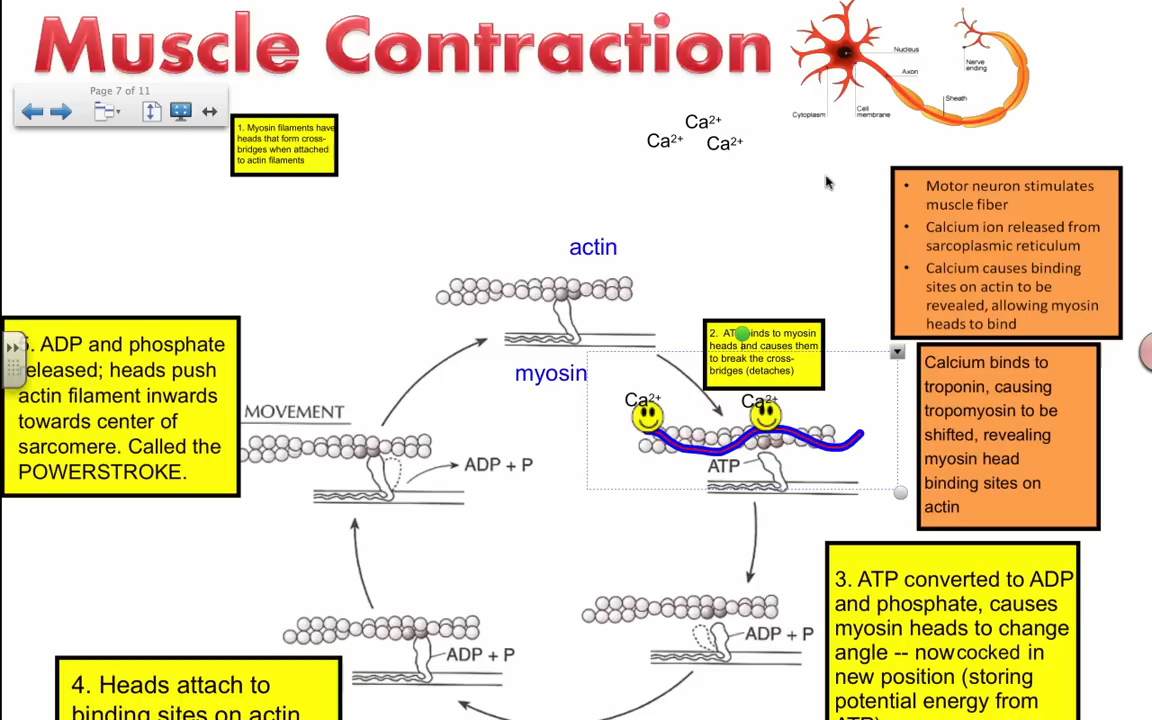 Muscle Contraction
Nucleus
Axon
Nerve
ending
Sheath
Cell
membrane
Cytoplasm
Page 7 of 11
1. Myosin filaments have
heads that form cross-
bridges when attached
to actin filaments
Ca2+
Ca2+
Ca2+
• Motor neuron stimulates
muscle fiber
• Calcium ion released from
sarcoplasmic reticulum
• Calcium causes binding
sites on actin to be
revealed, allowing myosin
heads to bind
actin
myosin
2. inds to myosin
heads and causes them
to break the cross-
bridges (detaches)
Ca2+
Ca2+
ATP
Calcium binds to
troponin, causing
tropomyosin to be
shifted, revealing
myosin head
binding sites on
actin
. ADP and phosphate
released; heads push
actin filament inwards
towards center of
sarcomere. Called the
POWERSTROKE.
MOVEMENT
ADP + P
3. ATP converted to ADP
and phosphate, causes
myosin heads to change
angle -- now cocked in
new position (storing
potential energy from
ATP)
ADP + P
ADP + P
4. Heads attach to
binding sites on actin